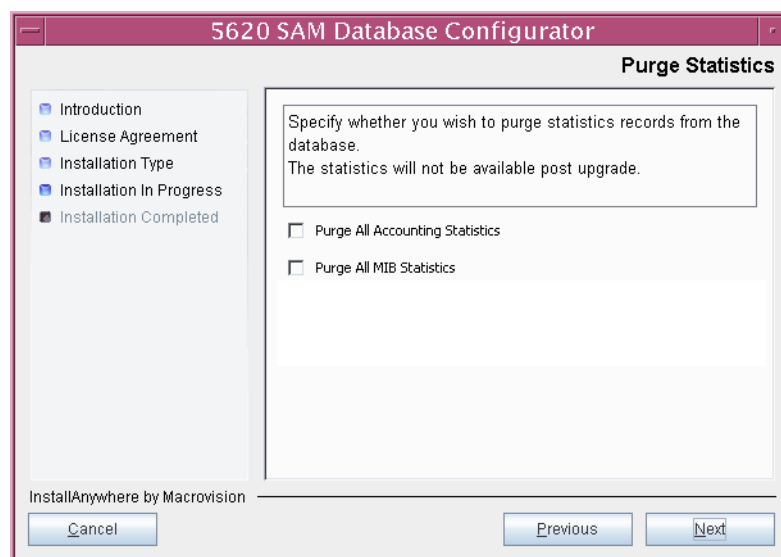 5620 SAM Database Configurator
Purge Statistics
Introduction
License Agreement
Installation Type
Installation In Progress
Installation Completed
Specify whether you wish to purge statistics records from the
database.
The statistics will not be available post upgrade.
Purge All Accounting Statistics
Purge All MIB Statistics
InstallAnywhere by Macrovision
Cancel
Previous
Next